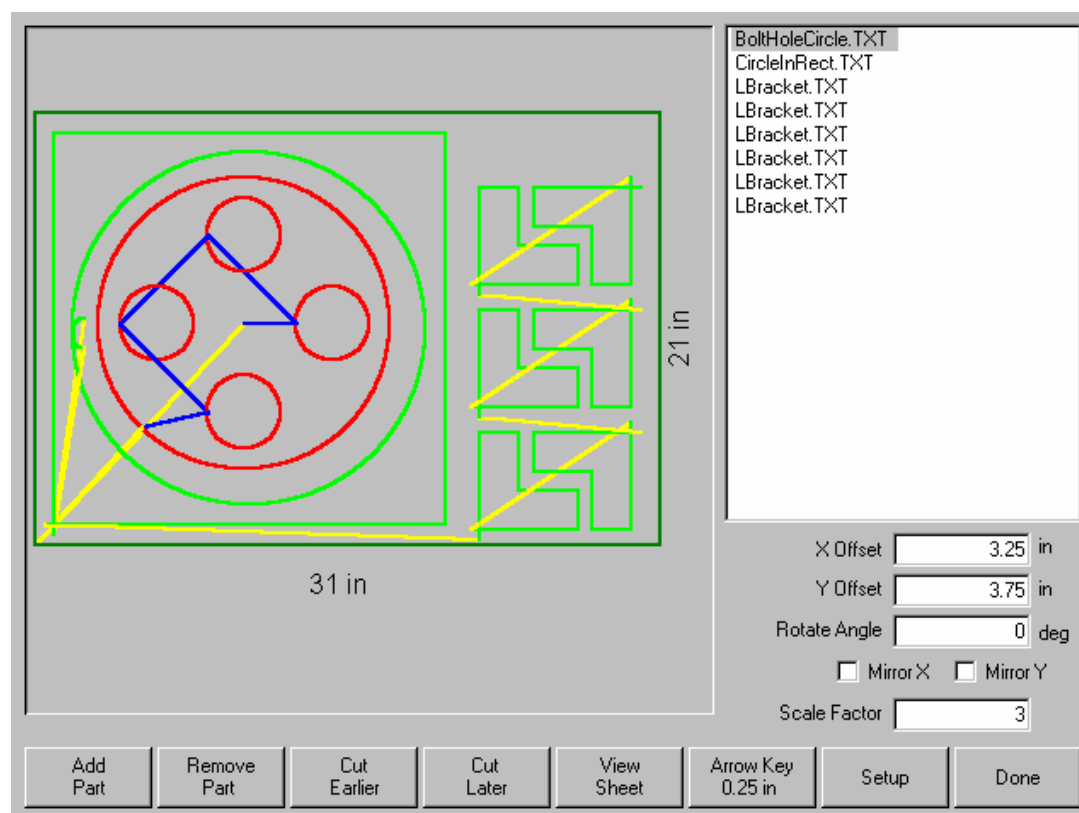 BoltHoleCircle.TXT
CircleInRect.TXT
LBracket.TXT
LBracket.TXT
LBracket.TXT
LBracket.TXT
LBracket.TXT
LBracket.TXT
21 in
31 in
X Offset 3.25 in
Y Offset 3.75 in
Rotate Angle 0 deg
Mirror X Mirror Y
Scale Factor 3
Add Part
Remove Part
Cut Earlier
Cut Later
View Sheet
Arrow Key 0.25 in
Setup
Done